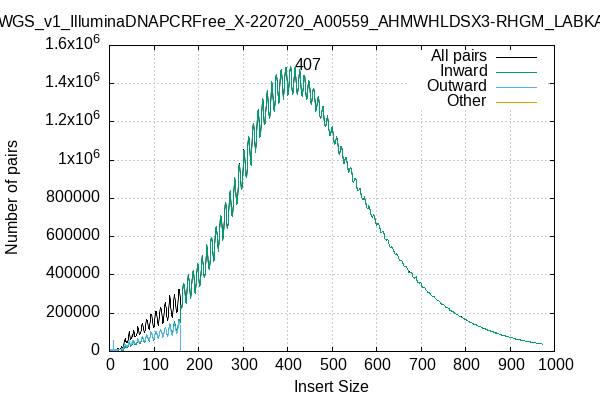 WGS_v1_IlluminaDNAPCRFree_X-220720_A00559_AHMWHLDSX3-RHGM_LABKA
1.6x10^6
1.4x10^6
1.2x10^6
1x10^6
800000
600000
400000
200000
0
Number of pairs
407
All pairs
Inward
Outward
Other
0 100 200 300 400 500 600 700 800 900 1000
Insert Size